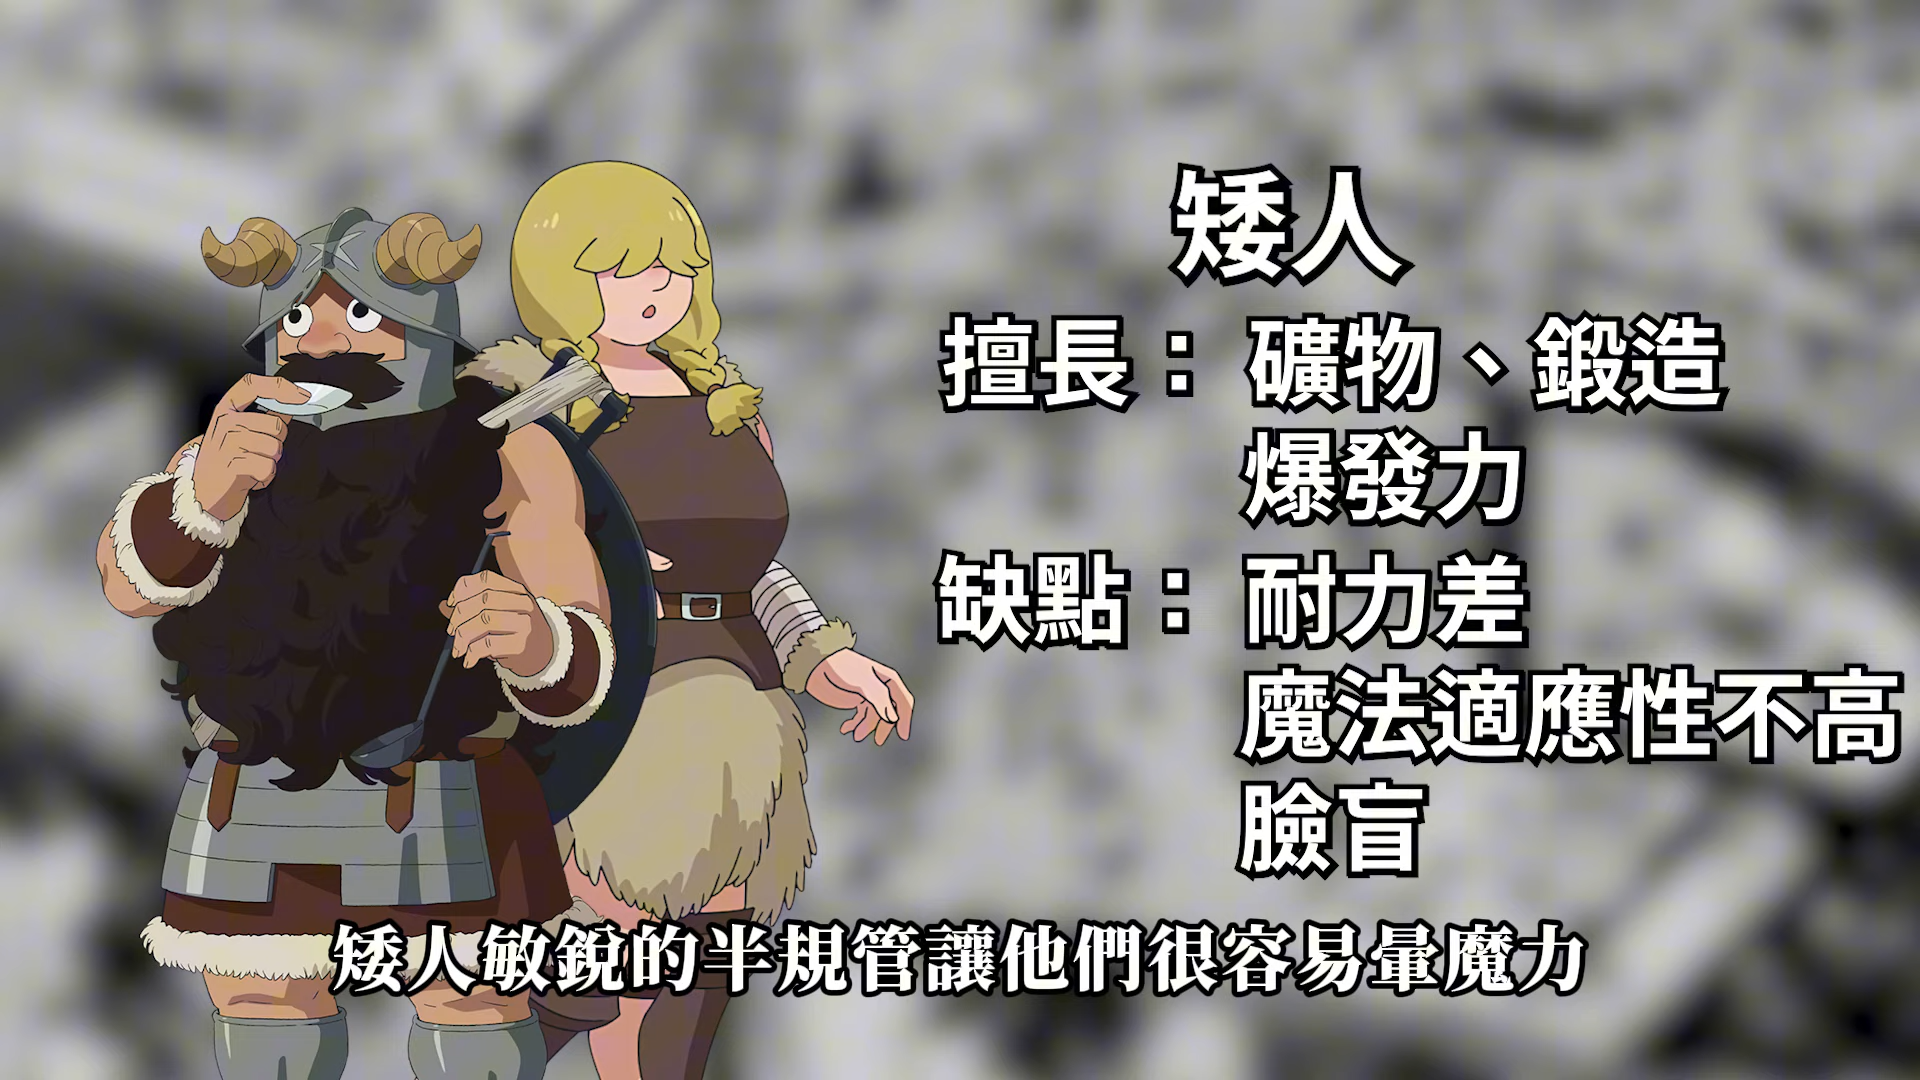 矮人
擅長：礦物、鍛造
爆發力
缺點：耐力差
魔法適應性不高
臉盲
矮人敏銳的半規管讓他們很容易暈魔力